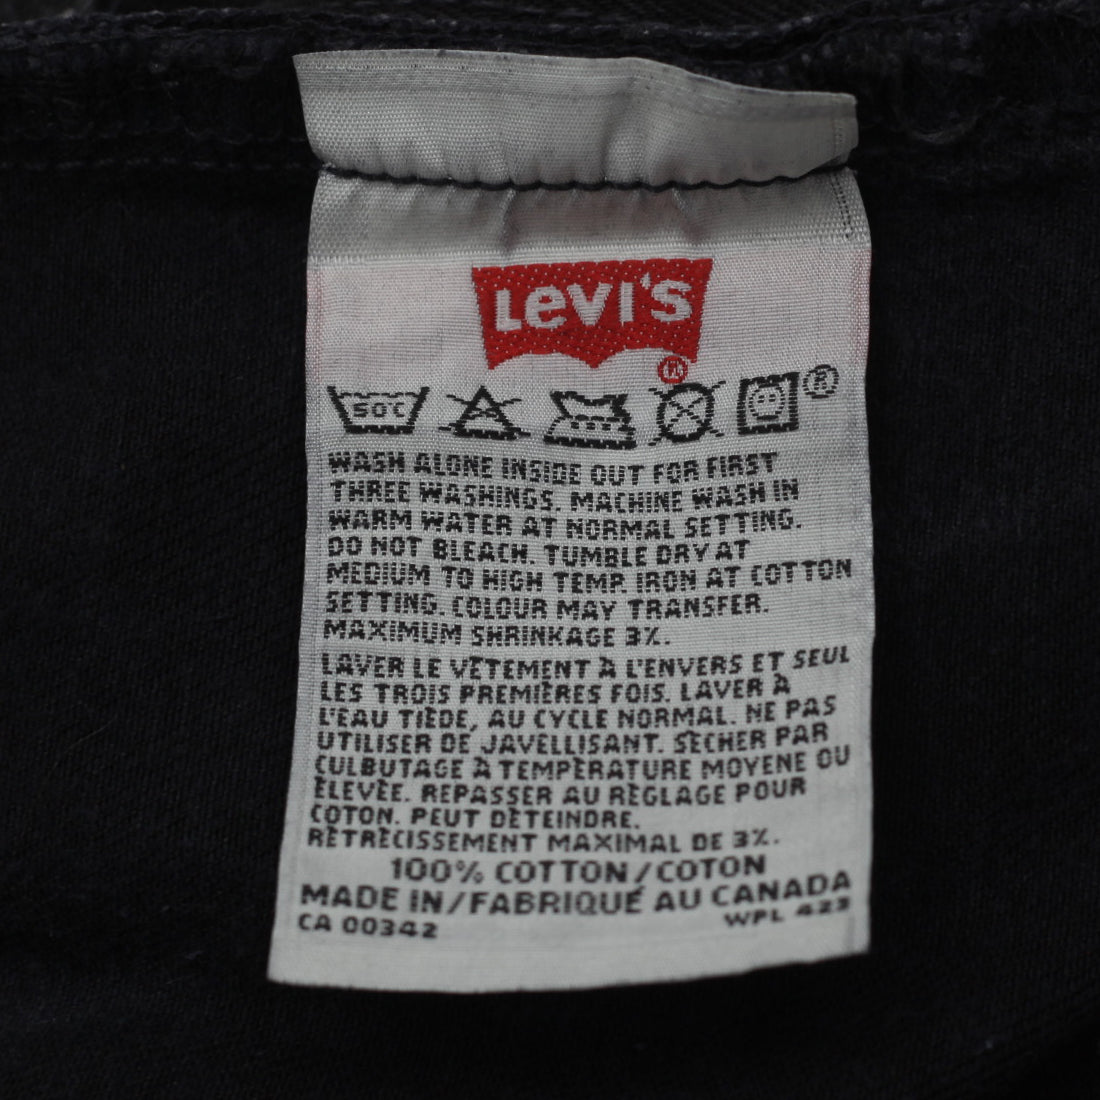 Levi's
®
50°C
®
WASH ALONE INSIDE OUT FOR FIRST
THREE WASHINGS. MACHINE WASH IN
WARM WATER AT NORMAL SETTING.
DO NOT BLEACH. TUMBLE DRY AT
MEDIUM TO HIGH TEMP. IRON AT COTTON
SETTING. COLOUR MAY TRANSFER.
MAXIMUM SHRINKAGE 3%.
LAVER LE VÊTEMENT À L'ENVERS ET SEUL
LES TROIS PREMIÈRES FOIS. LAVER À
L'EAU TIÈDE, AU CYCLE NORMAL. NE PAS
UTILISER DE JAVELLISANT. SÉCHER PAR
CULBUTAGE À TEMPÉRATURE MOYENE OU
ÉLEVÉE. REPASSER AU RÉGLAGE POUR
COTON. PEUT DÉTEINDRE.
RÉTRÉCISSEMENT MAXIMAL DE 3%.
100% COTTON/COTON
MADE IN/FABRIQUÉ AU CANADA
CA 00342 WPL 423